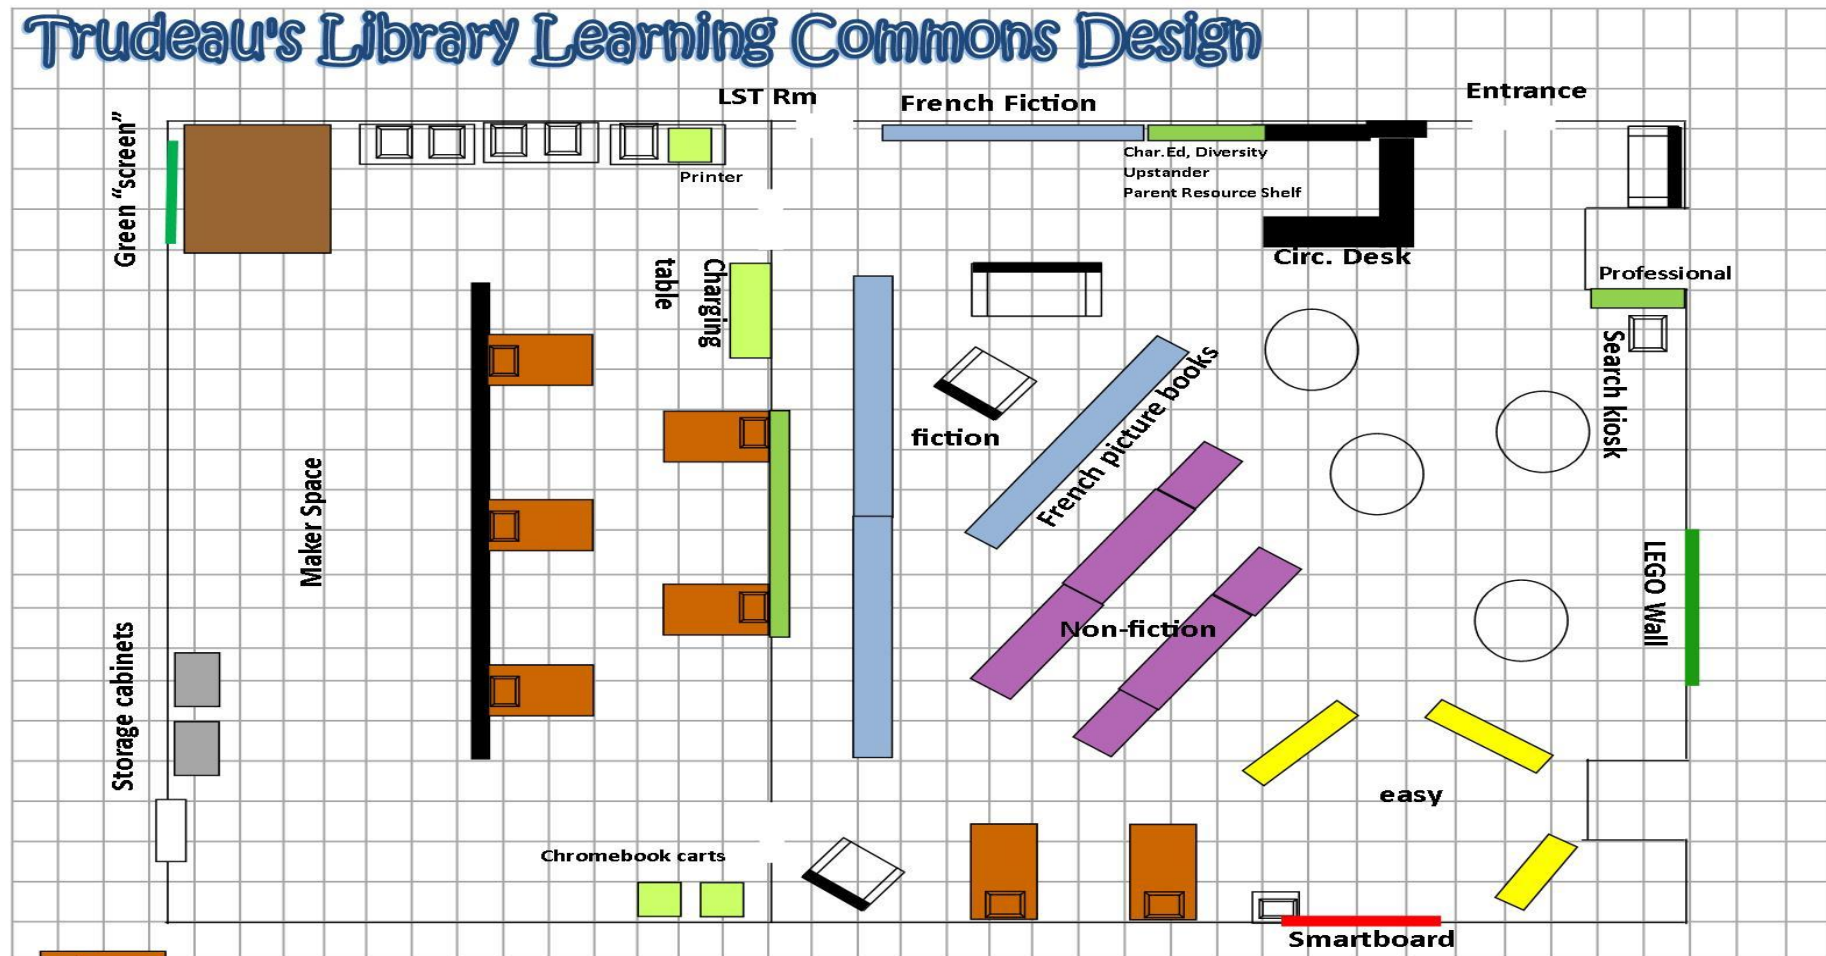 Trudeau's Library Learning Commons Design
LST Rm
French Fiction
Entrance
Green “screen”
Printer
Char.Ed, Diversity
Upstander
Parent Resource Shelf
Circ. Desk
Professional
Charging
table
Search kiosk
fiction
French picture books
Maker Space
Non-fiction
LEGO Wall
Storage cabinets
easy
Chromebook carts
Smartboard